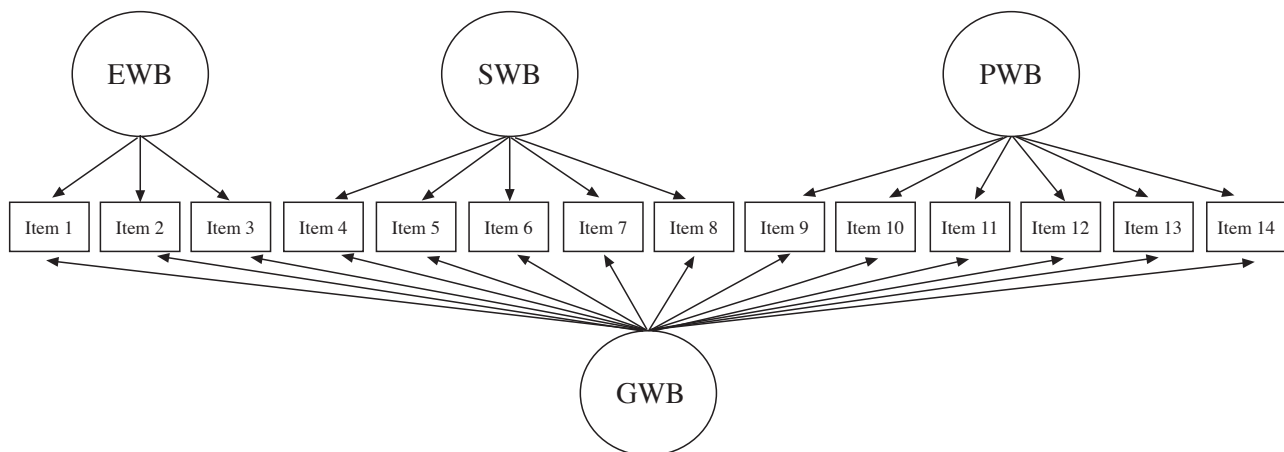 EWB
SWB
PWB
Item 1
Item 2
Item 3
Item 4
Item 5
Item 6
Item 7
Item 8
Item 9
Item 10
Item 11
Item 12
Item 13
Item 14
GWB